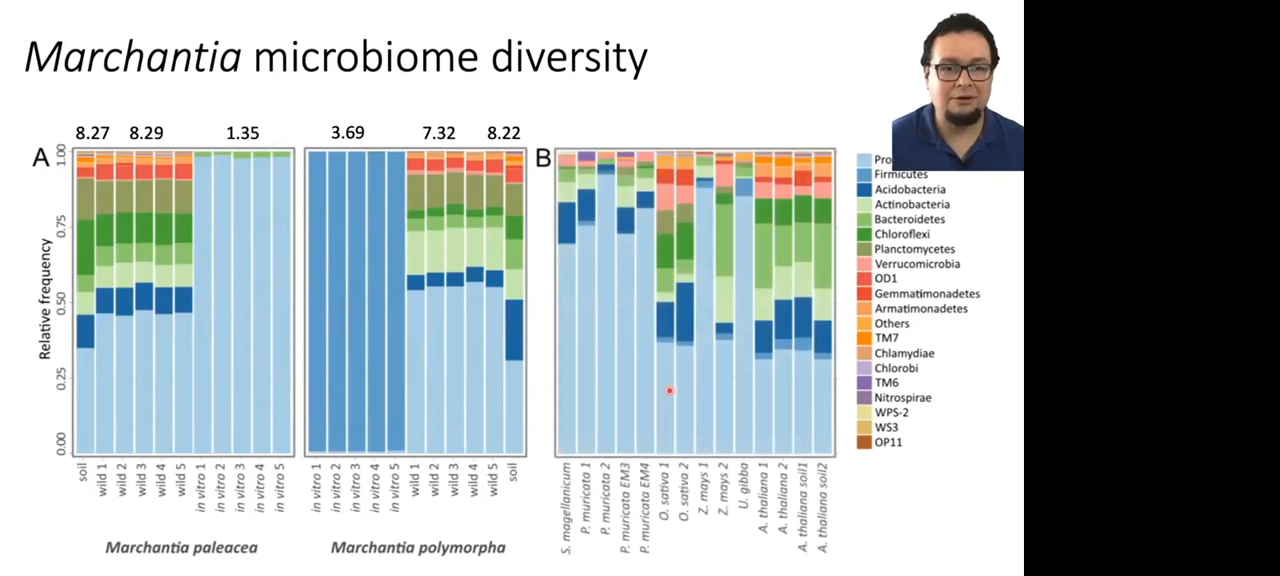 Marchantia microbiome diversity
8.27 8.29 1.35 3.69 7.32 8.22
A
B
Relative frequency
1.00
0.75
0.50
0.25
0.00
soil
wild 1
wild 2
wild 3
wild 4
wild 5
in vitro 1
in vitro 2
in vitro 3
in vitro 4
in vitro 5
Marchantia paleacea
in vitro 1
in vitro 2
in vitro 3
in vitro 4
in vitro 5
wild 1
wild 2
wild 3
wild 4
wild 5
soil
Marchantia polymorpha
S. magellanicum
P. muricata 1
P. muricata 2
P. muricata EM3
P. muricata EM4
O. sativa 1
O. sativa 2
Z. mays 1
Z. mays 2
U. gibba
A. thaliana 1
A. thaliana 2
A. thaliana soil1
A. thaliana soil2
Firmicutes
Acidobacteria
Actinobacteria
Bacteroidetes
Chloroflexi
Planctomycetes
Verrucomicrobia
OD1
Gemmatimonadetes
Armatimonadetes
Others
TM7
Chlamydiae
Chlorobi
TM6
Nitrospirae
WPS-2
WS3
OP11